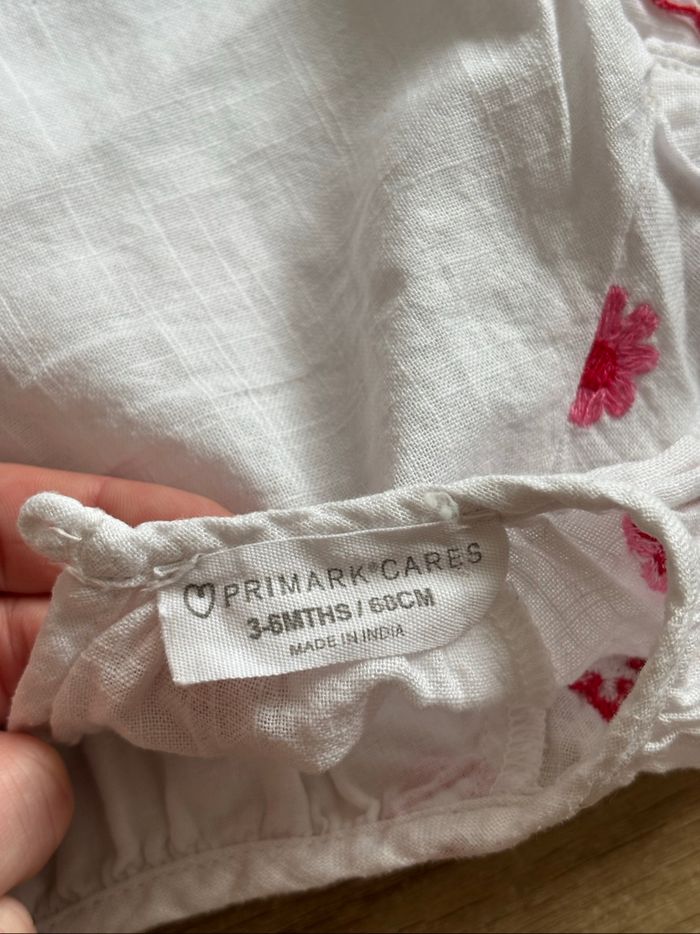 PRIMARK®CARES
3-6MTHS / 68CM
MADE IN INDIA